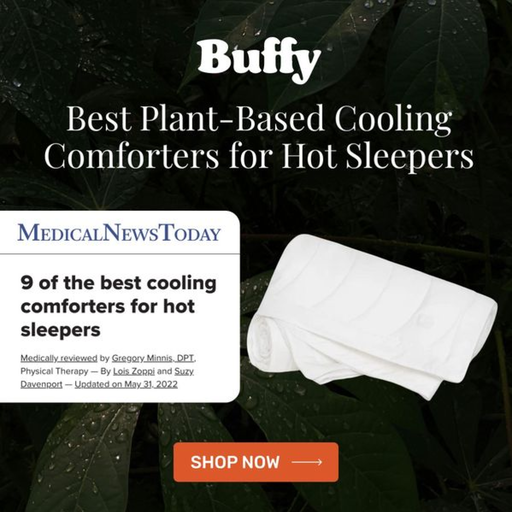 Buffy
Best Plant-Based Cooling
Comforters for Hot Sleepers
MEDICALNEWSTODAY
9 of the best cooling
comforters for hot
sleepers
Medically reviewed by Gregory Minnis, DPT,
Physical Therapy — By Lois Zoppi and Suzy
Davenport — Updated on May 31, 2022
SHOP NOW